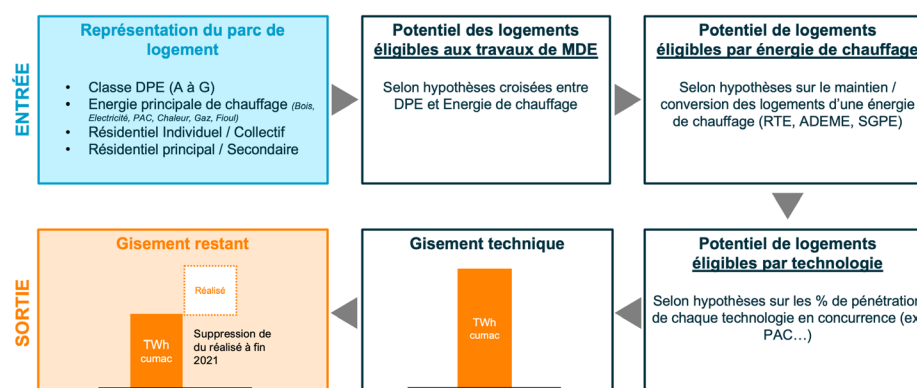 ENTRÉE
Représentation du parc de
logement
• Classe DPE (A à G)
• Energie principale de chauffage (Bois,
Electricité, PAC, Chaleur, Gaz, Fioul)
• Résidentiel Individuel / Collectif
• Résidentiel principal / Secondaire
Potentiel des logements
éligibles aux travaux de MDE
Selon hypothèses croisées entre
DPE et Energie de chauffage
Potentiel de logements
éligibles par énergie de chauffage
Selon hypothèses sur le maintien /
conversion des logements d'une énergie
de chauffage (RTE, ADEME, SGPE)
SORTIE
Gisement restant
Réalisé
TWh
cumac
Suppression de
du réalisé à fin
2021
Gisement technique
TWh
cumac
Potentiel de logements
éligibles par technologie
Selon hypothèses sur les % de pénétration
de chaque technologie en concurrence (ex
PAC…)